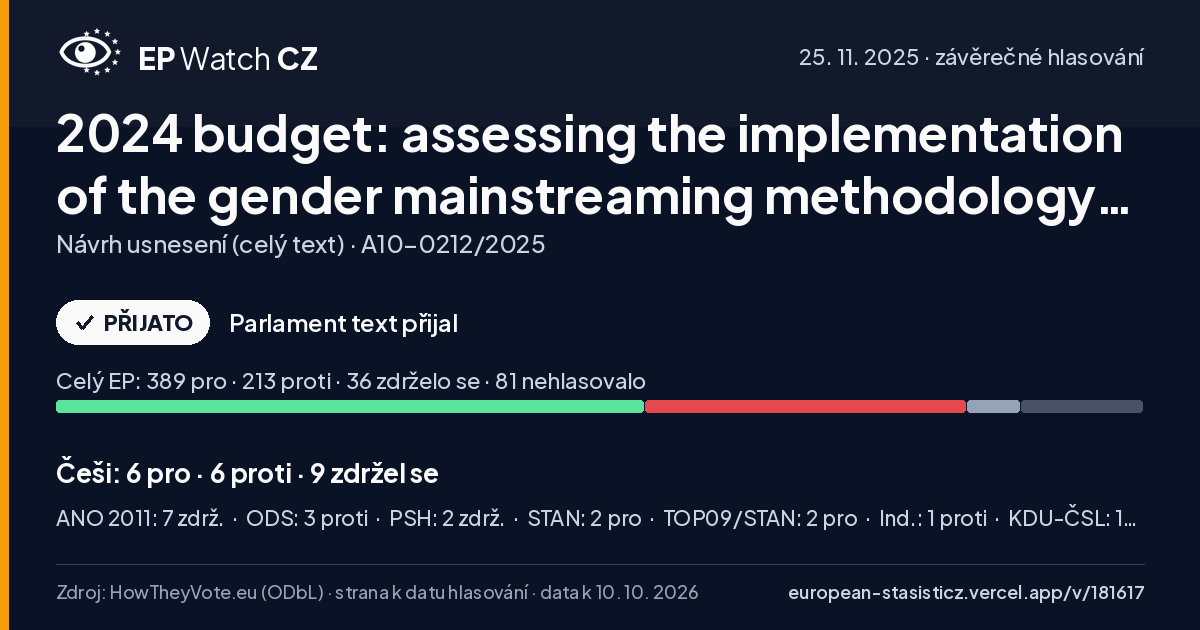 EP Watch CZ
25. 11. 2025 · závěrečné hlasování
2024 budget: assessing the implementation
of the gender mainstreaming methodology…
Návrh usnesení (celý text) · A10-0212/2025
✓ PŘIJATO Parlament text přijal
Celý EP: 389 pro · 213 proti · 36 zdrželo se · 81 nehlasovalo
Češi: 6 pro · 6 proti · 9 zdržel se
ANO 2011: 7 zdrž. · ODS: 3 proti · PSH: 2 zdrž. · STAN: 2 pro · TOP09/STAN: 2 pro · Ind.: 1 proti · KDU-ČSL: 1…
Zdroj: HowTheyVote.eu (ODbL) · strana k datu hlasování · data k 10. 10. 2026
european-stasisticz.vercel.app/v/181617